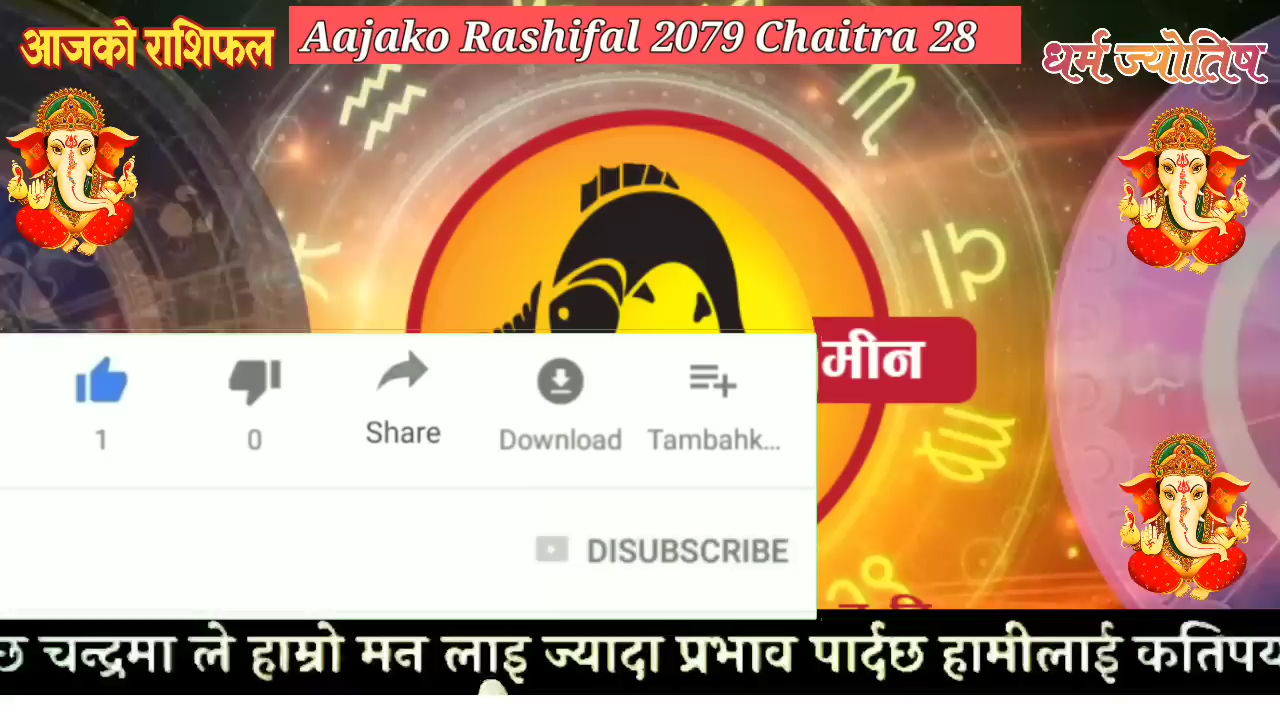 आजको राशिफल
Aajako Rashifal 2079 Chaitra 28
धर्म ज्योतिष
मीन
1
0
Share
Download
Tambahk...
DISUBSCRIBE
छ चन्द्रमा ले हाम्रो मन लाइ ज्यादा प्रभाव पार्दछ हामीलाई कतिपय